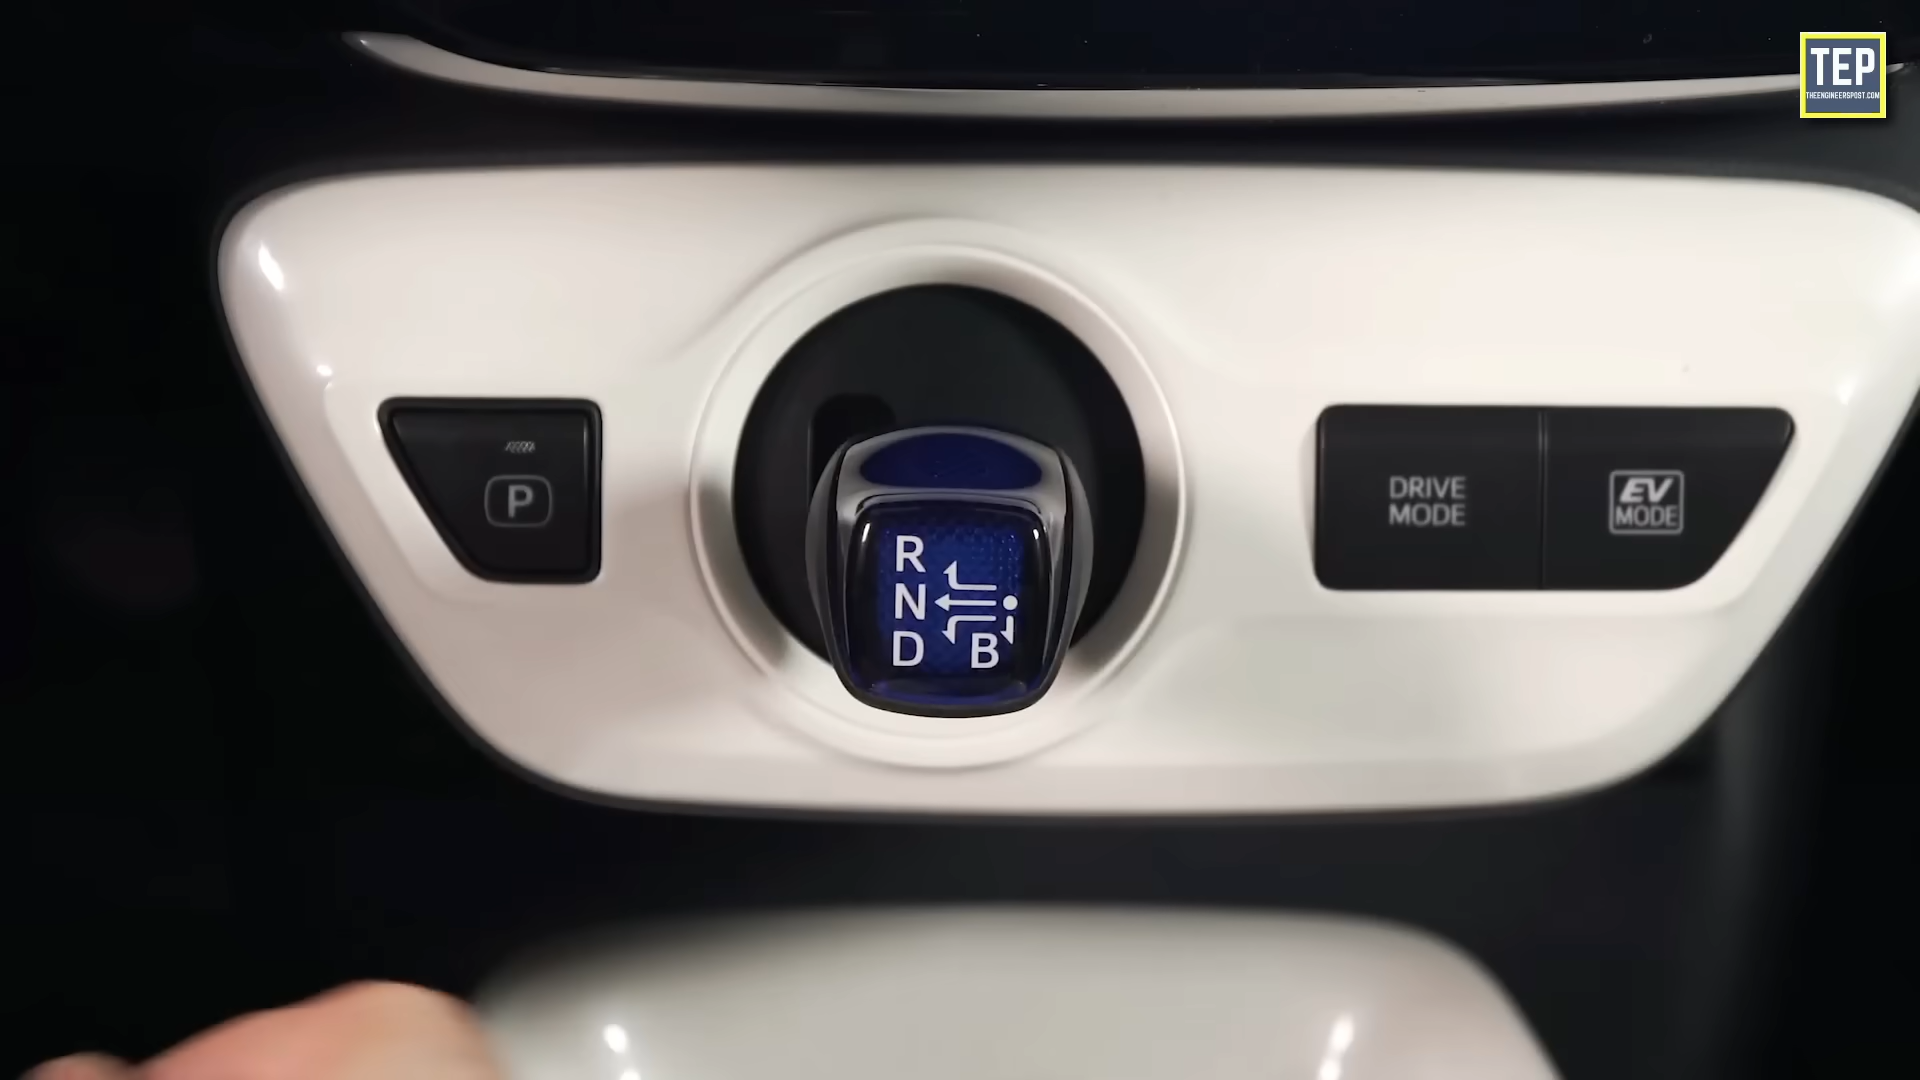 TEP
THEENGINEERSPOST.COM
P
DRIVE
MODE
EV
MODE
R
N
D B